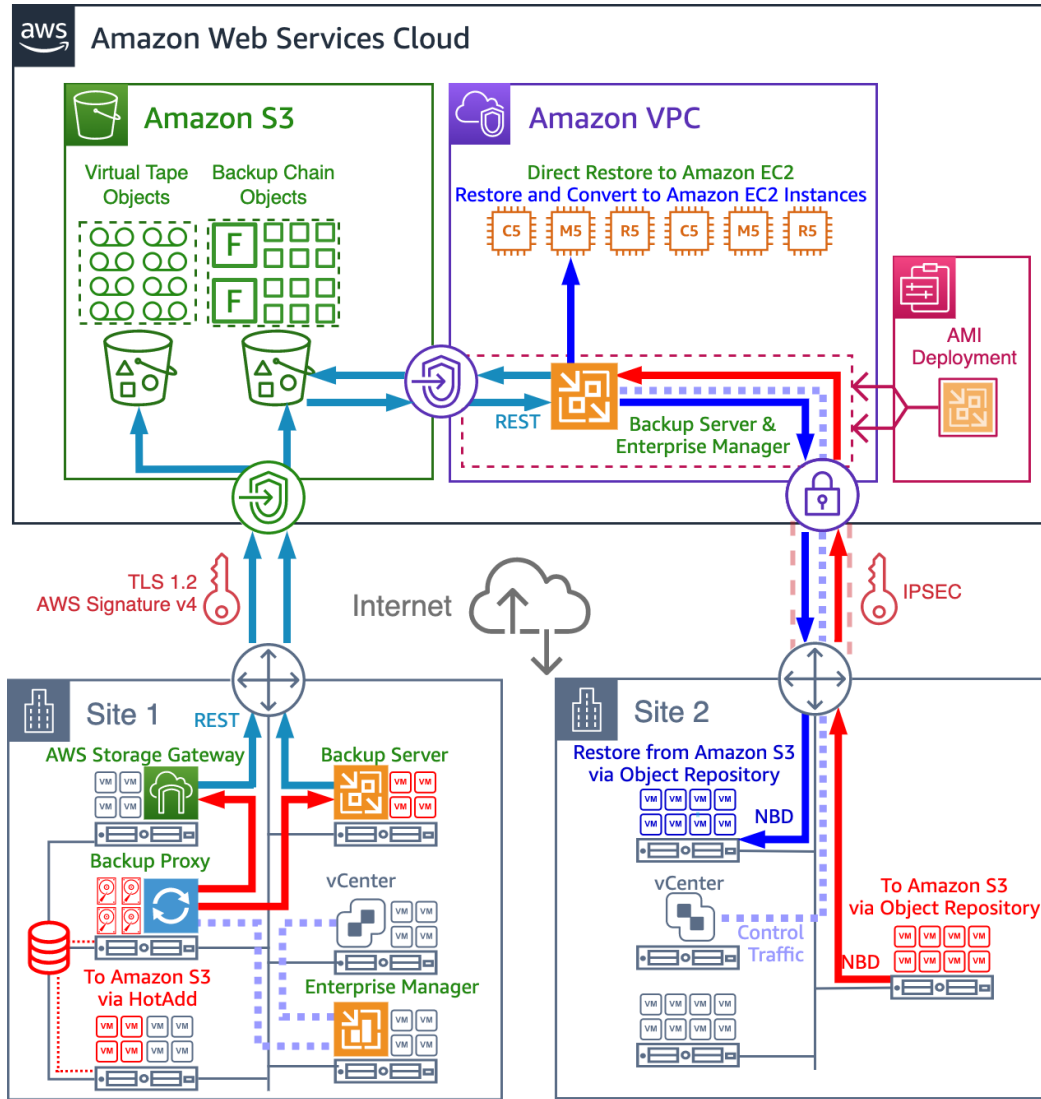 aws
Amazon Web Services Cloud
Amazon S3
Virtual Tape
Objects
Backup Chain
Objects
F
F
Amazon VPC
Direct Restore to Amazon EC2
Restore and Convert to Amazon EC2 Instances
C5
M5
R5
C5
M5
R5
REST
Backup Server &
Enterprise Manager
AMI
Deployment
TLS 1.2
AWS Signature v4
Internet
IPSEC
Site 1
REST
AWS Storage Gateway
VM VM
VM VM
Backup Server
VM VM
VM VM
Backup Proxy
vCenter
VM VM
VM VM
To Amazon S3
via HotAdd
VM VM VM VM
VM VM VM VM
Enterprise Manager
VM VM
VM VM
Site 2
Restore from Amazon S3
via Object Repository
VM VM VM VM
VM VM VM VM
NBD
vCenter
Control
Traffic
To Amazon S3
via Object Repository
VM VM VM VM
VM VM VM VM
NBD
VM VM VM VM
VM VM VM VM